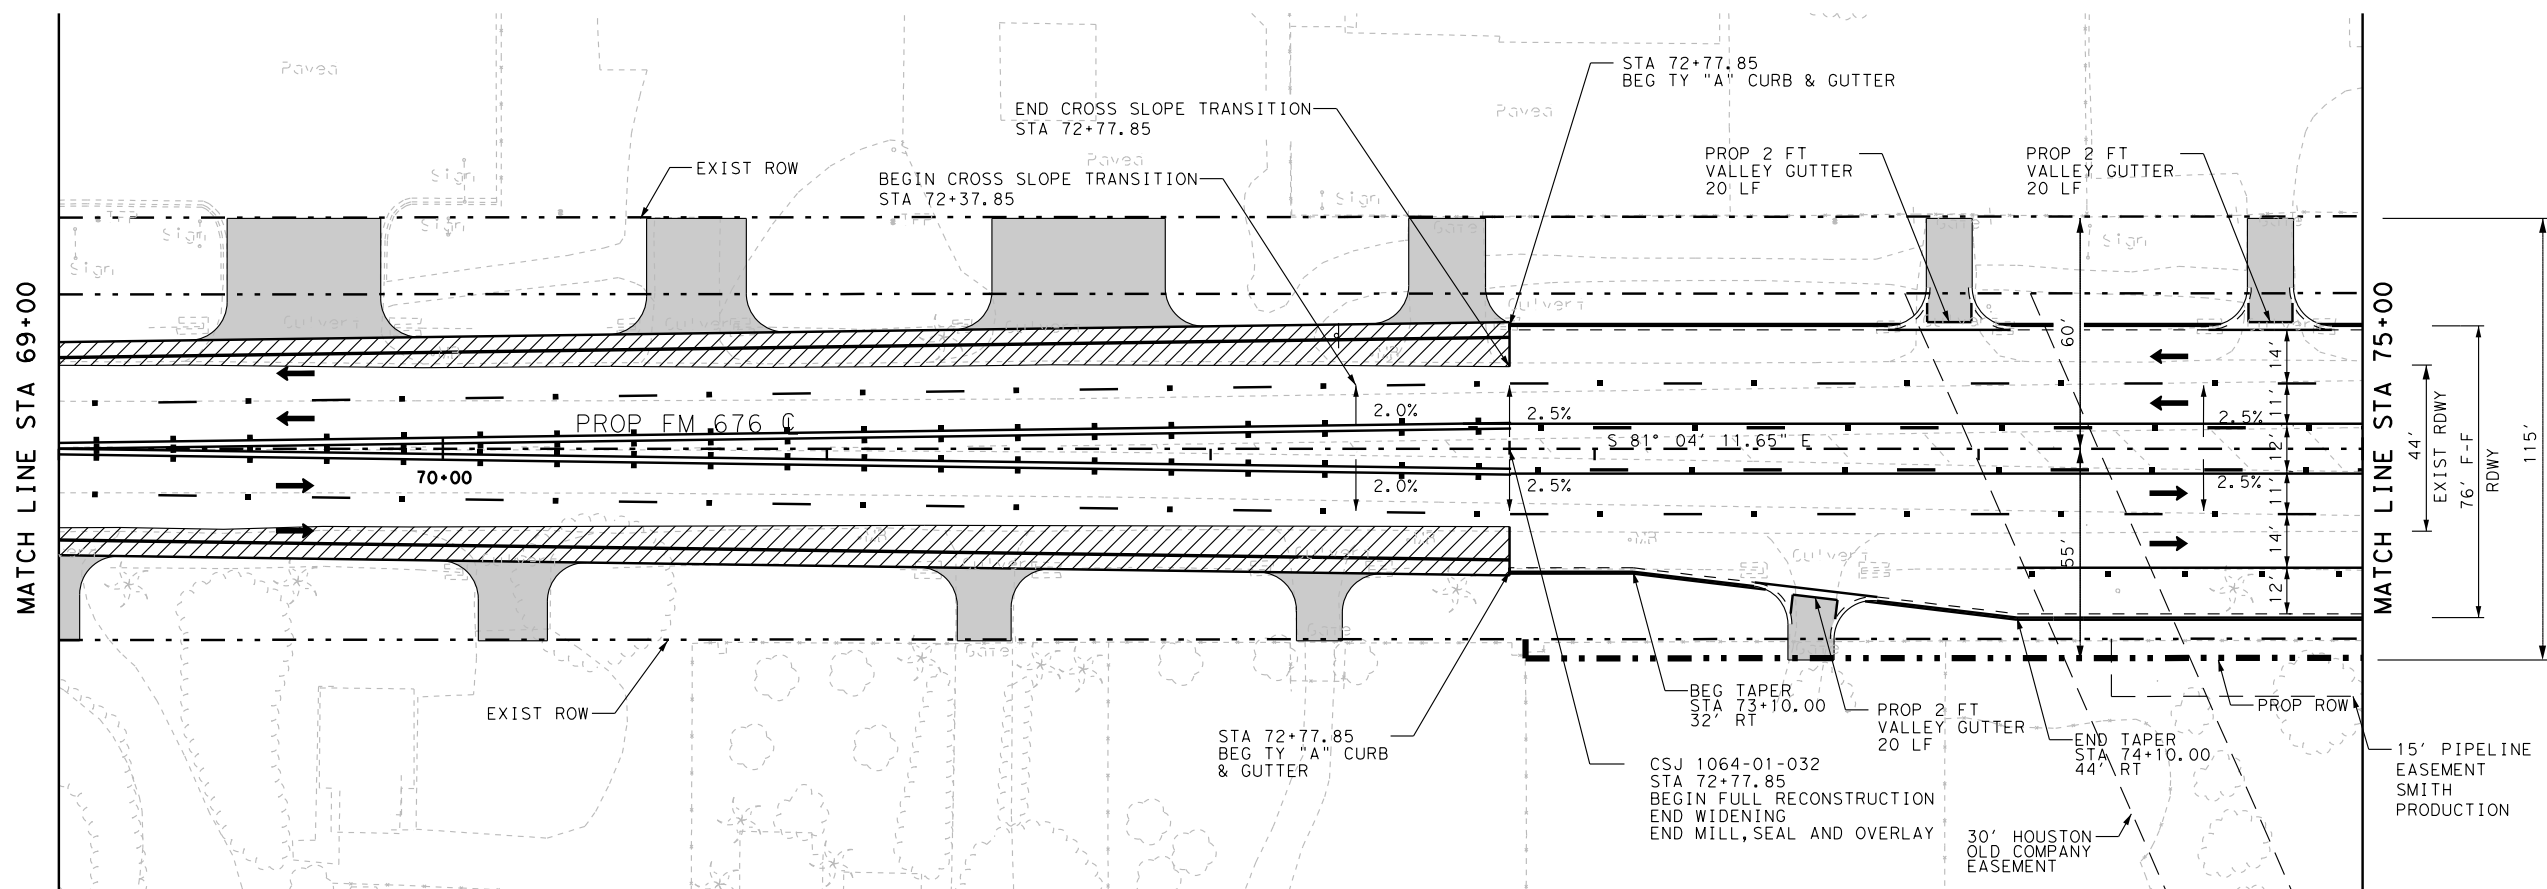 STA 72+77.85
BEG TY "A" CURB & GUTTER
END CROSS SLOPE TRANSITION
STA 72+77.85
BEGIN CROSS SLOPE TRANSITION
STA 72+37.85
EXIST ROW
PROP 2 FT
VALLEY GUTTER
20 LF
PROP 2 FT
VALLEY GUTTER
20 LF
Paved
Paved
Paved
Sign
Sign
Sign
Sign
Sign
Sign
Gate
Culvert
Culvert
Culvert
MATCH LINE STA 69+00
MATCH LINE STA 75+00
PROP FM 676 ℄
70+00
2.0%
2.5%
2.5%
S 81° 04' 11.65" E
2.0%
2.5%
2.5%
60'
55'
14'
11'
12'
11'
14'
12'
44'
EXIST RDWY
76' F-F
RDWY
115'
Culvert
Culvert
Gate
Gate
EXIST ROW
STA 72+77.85
BEG TY "A" CURB
& GUTTER
BEG TAPER
STA 73+10.00
32' RT
PROP 2 FT
VALLEY GUTTER
20 LF
END TAPER
STA 74+10.00
44' RT
PROP ROW
CSJ 1064-01-032
STA 72+77.85
BEGIN FULL RECONSTRUCTION
END WIDENING
END MILL, SEAL AND OVERLAY
30' HOUSTON
OLD COMPANY
EASEMENT
15' PIPELINE
EASEMENT
SMITH
PRODUCTION